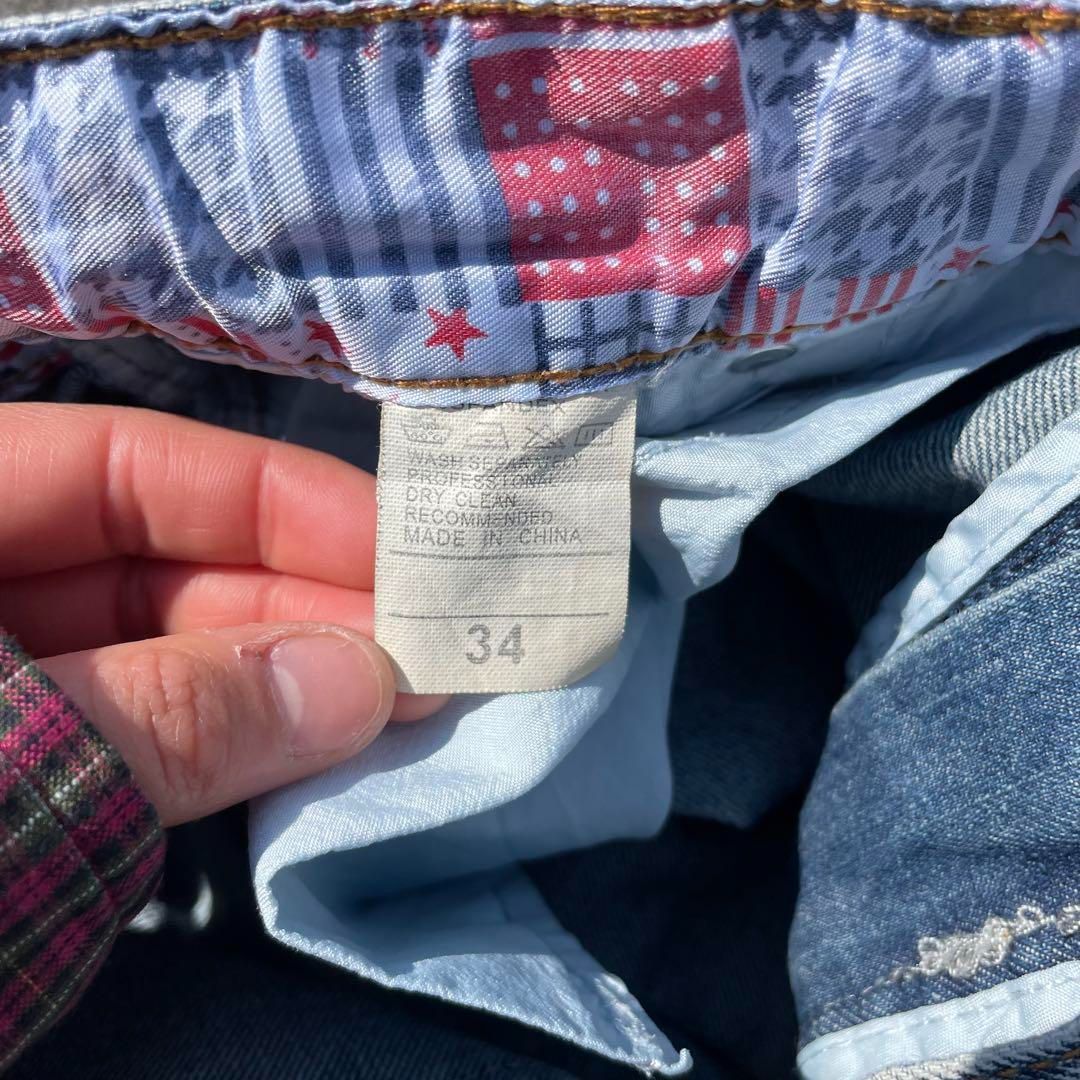 WASH SEPARATELY
PROFESSIONAL
DRY CLEAN
RECOMMENDED
MADE IN CHINA
34